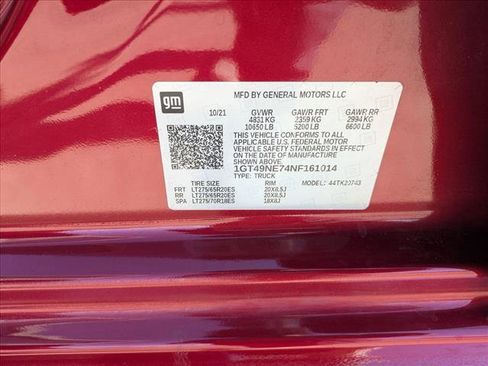 gm
MFD BY GENERAL MOTORS LLC
10/21 GVWR GAWR FRT GAWR RR
4831 KG 2359 KG 2994 KG
10650 LB 5200 LB 6600 LB
THIS VEHICLE CONFORMS TO ALL
APPLICABLE U.S. FEDERAL MOTOR
VEHICLE SAFETY STANDARDS IN EFFECT
ON THE DATE OF MANUFACTURE SHOWN ABOVE.
1GT49NE74NF161014
TYPE: TRUCK MODEL: 44TK20743
RIM
FRT LT275/65R20ES 20X8.5J
RR LT275/65R20ES 20X8.5J
SPA LT275/70R18ES 18X8J